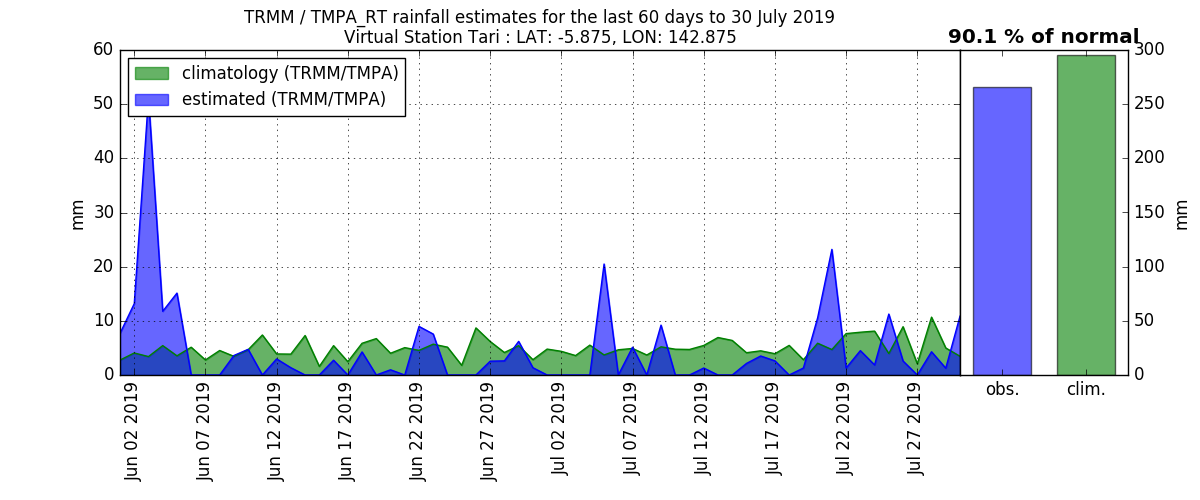 TRMM / TMPA_RT rainfall estimates for the last 60 days to 30 July 2019
Virtual Station Tari : LAT: -5.875, LON: 142.875
90.1 % of normal
climatology (TRMM/TMPA)
estimated (TRMM/TMPA)
60
50
40
30
20
10
0
mm
Jun 02 2019
Jun 07 2019
Jun 12 2019
Jun 17 2019
Jun 22 2019
Jun 27 2019
Jul 02 2019
Jul 07 2019
Jul 12 2019
Jul 17 2019
Jul 22 2019
Jul 27 2019
obs.
clim.
300
250
200
150
100
50
0
mm